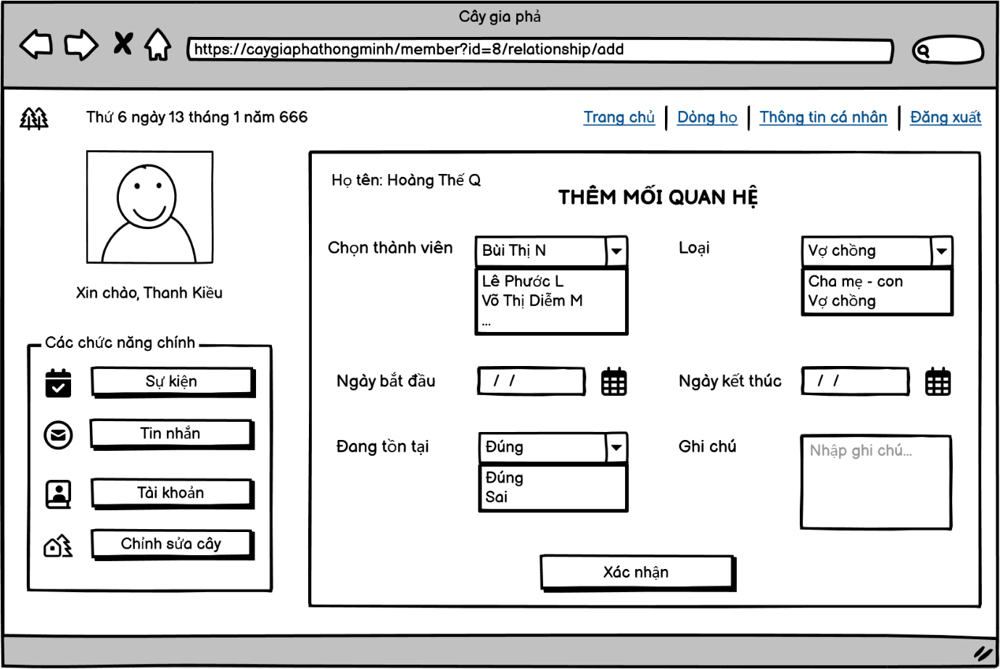 Cây gia phả
https://caygiaphathongminh/member?id=8/relationship/add
Thứ 6 ngày 13 tháng 1 năm 666
Trang chủ
Dòng họ
Thông tin cá nhân
Đăng xuất
Xin chào, Thanh Kiều
Các chức năng chính
Sự kiện
Tin nhắn
Tài khoản
Chỉnh sửa cây
Họ tên: Hoàng Thế Q
THÊM MỐI QUAN HỆ
Chọn thành viên
Bùi Thị N
Lê Phước L
Võ Thị Diễm M
...
Loại
Vợ chồng
Cha mẹ - con
Vợ chồng
Ngày bắt đầu
/ /
Ngày kết thúc
/ /
Đang tồn tại
Đúng
Đúng
Sai
Ghi chú
Nhập ghi chú...
Xác nhận